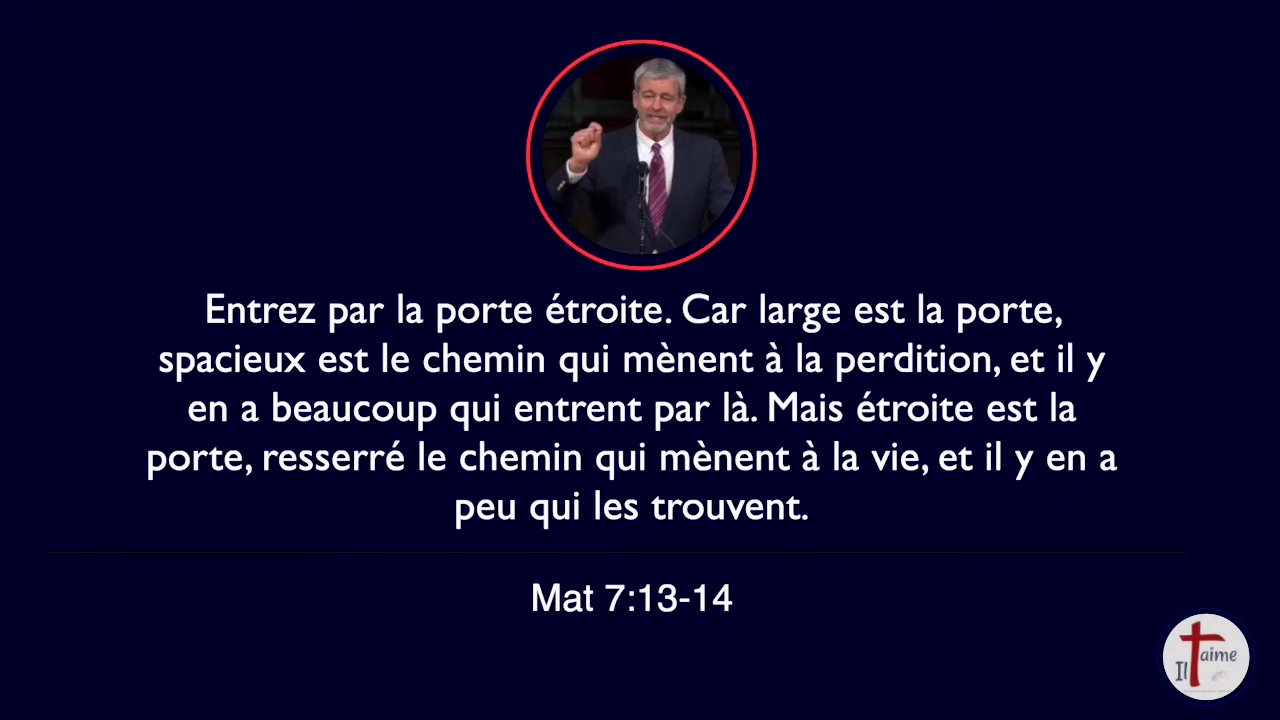 Entrez par la porte étroite. Car large est la porte,
spacieux est le chemin qui mènent à la perdition, et il y
en a beaucoup qui entrent par là. Mais étroite est la
porte, resserré le chemin qui mènent à la vie, et il y en a
peu qui les trouvent.
Mat 7:13-14
Il t'aime